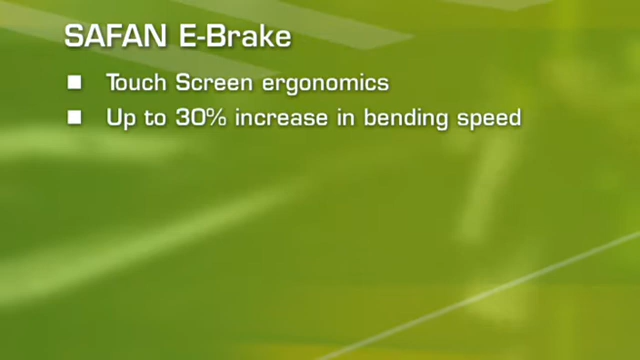 SAFAN E-Brake
Touch Screen ergonomics
Up to 30% increase in bending speed